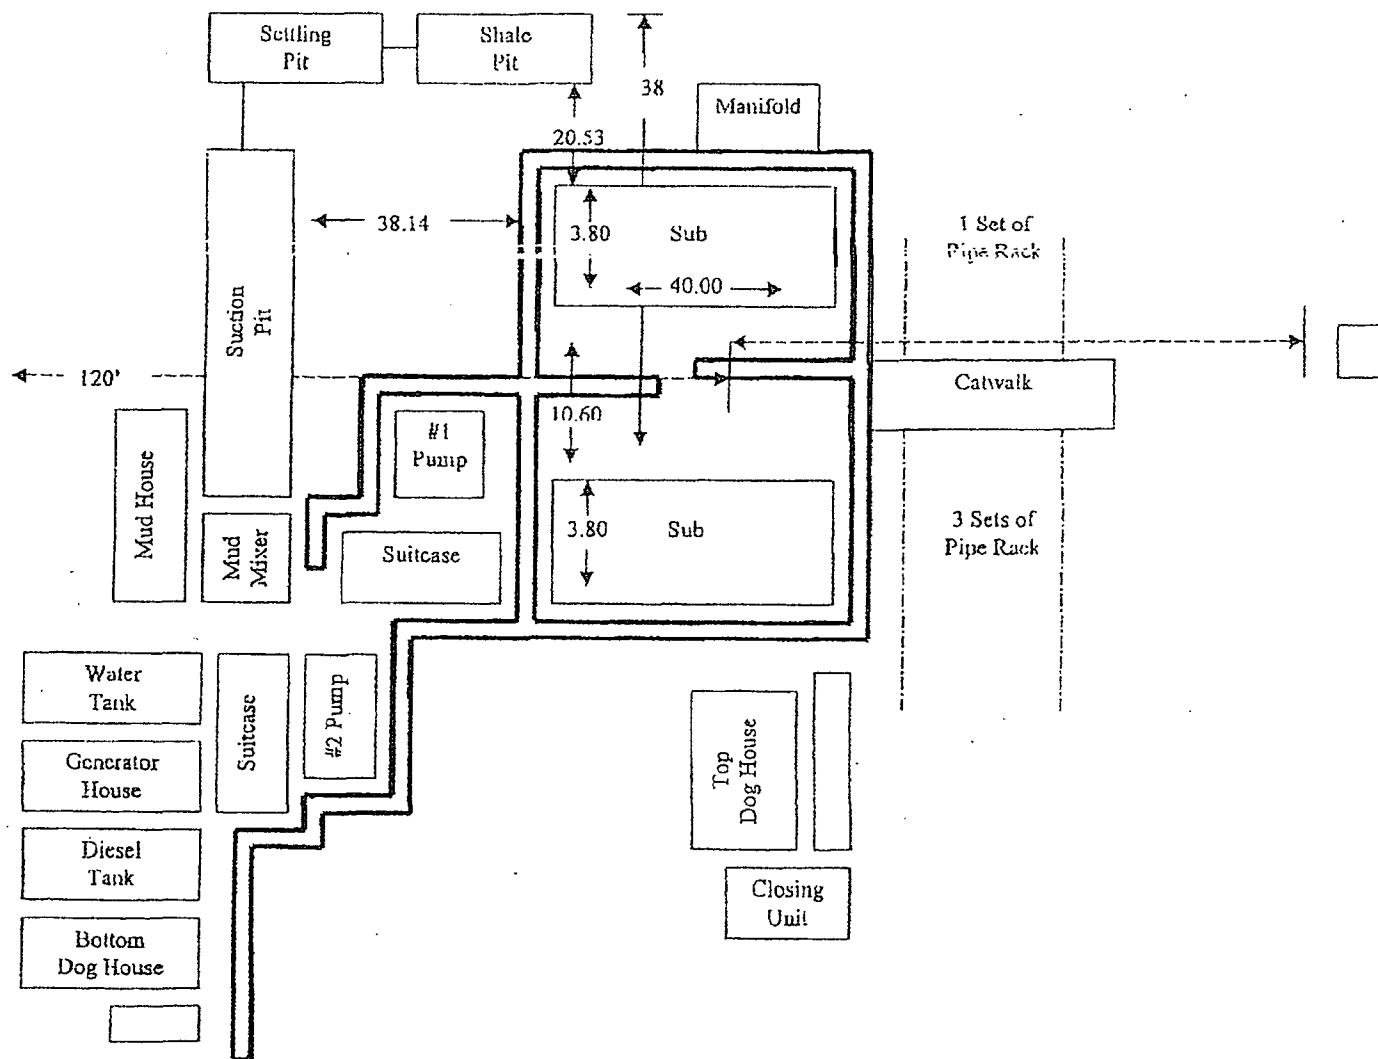 Settling
Pit
Shale
Pit
38
Manifold
20.53
38.14
3.80
Sub
40.00
1 Set of
Pipe Rack
Suction
Pit
120'
10.60
Catwalk
#1
Pump
Mud House
Mud
Mixer
Suitcase
3.80
Sub
3 Sets of
Pipe Rack
Water
Tank
Suitcase
#2 Pump
Generator
House
Top
Dog House
Diesel
Tank
Closing
Unit
Bottom
Dog House